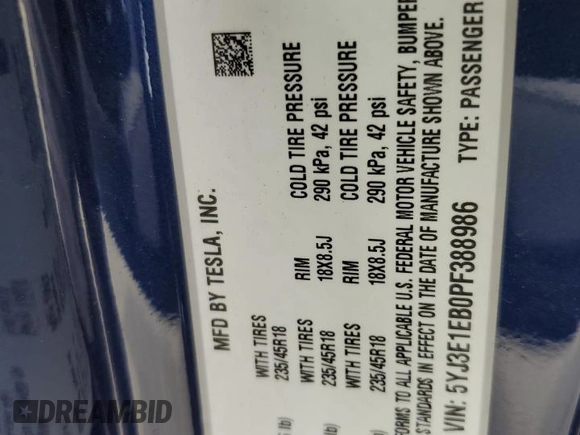 MFD BY TESLA, INC.
WITH TIRES RIM COLD TIRE PRESSURE
235/45R18 18X8.5J 290 kPa, 42 psi
lb) WITH TIRES RIM COLD TIRE PRESSURE
235/45R18 18X8.5J 290 kPa, 42 psi
lb) WITH TIRES
235/45R18
ORMS TO ALL APPLICABLE U.S. FEDERAL MOTOR VEHICLE SAFETY, BUMPER
STANDARDS IN EFFECT ON THE DATE OF MANUFACTURE SHOWN ABOVE.
VIN: 5YJ3E1EB0PF388986 TYPE: PASSENGER
DREAMBID